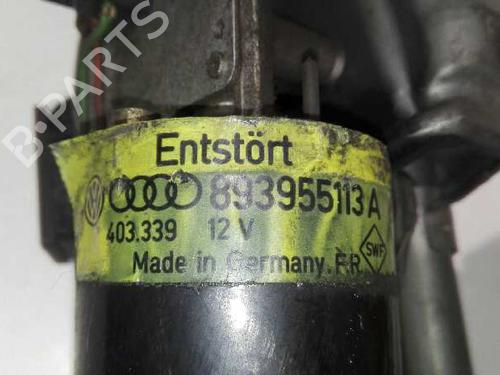 B-PARTS
Entstört
893955113A
403.339 12 V
Made in Germany. F.R.
SWF